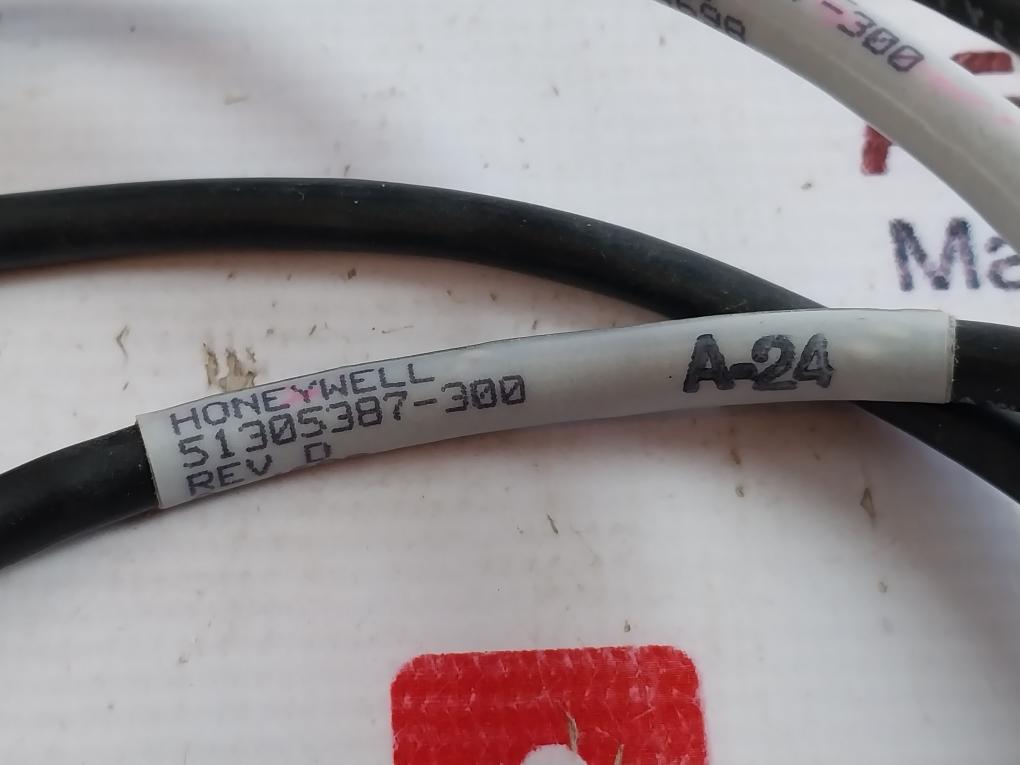 -300
HONEYWELL
51305387-300
REV D
A-24
Ma